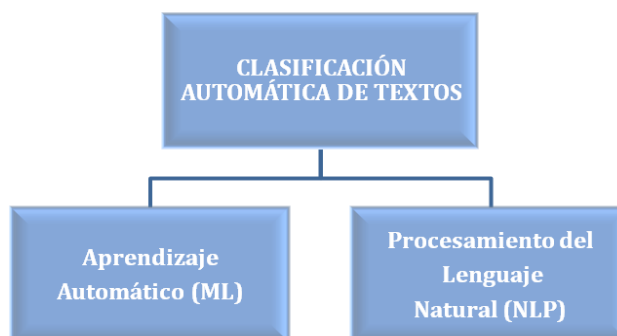 CLASIFICACIÓN
AUTOMÁTICA DE TEXTOS
Aprendizaje
Automático (ML)
Procesamiento del
Lenguaje
Natural (NLP)